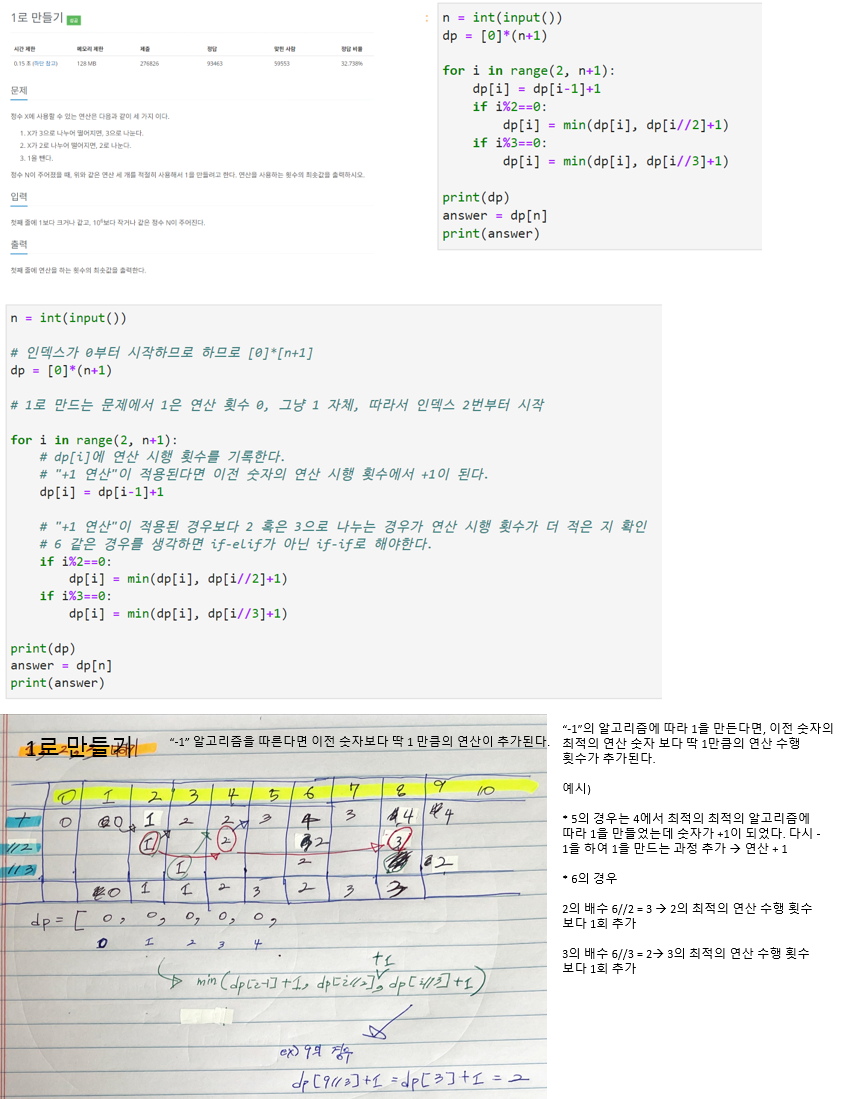 1로 만들기 성공
시간 제한 메모리 제한 제출 정답 맞힌 사람 정답 비율
0.15 초 (하단 참고) 128 MB 276826 93463 59553 32.738%
문제
정수 X에 사용할 수 있는 연산은 다음과 같이 세 가지 이다.
1. X가 3으로 나누어 떨어지면, 3으로 나눈다.
2. X가 2로 나누어 떨어지면, 2로 나눈다.
3. 1을 뺀다.
정수 N이 주어졌을 때, 위와 같은 연산 세 개를 적절히 사용해서 1을 만들려고 한다. 연산을 사용하는 횟수의 최솟값을 출력하시오.
입력
첫째 줄에 1보다 크거나 같고, 10⁶보다 작거나 같은 정수 N이 주어진다.
출력
첫째 줄에 연산을 하는 횟수의 최솟값을 출력한다.
n = int(input())
dp = [0]*(n+1)
for i in range(2, n+1):
dp[i] = dp[i-1]+1
if i%2==0:
dp[i] = min(dp[i], dp[i//2]+1)
if i%3==0:
dp[i] = min(dp[i], dp[i//3]+1)
print(dp)
answer = dp[n]
print(answer)
n = int(input())
# 인덱스가 0부터 시작하므로 하므로 [0]*[n+1]
dp = [0]*(n+1)
# 1로 만드는 문제에서 1은 연산 횟수 0, 그냥 1 자체, 따라서 인덱스 2번부터 시작
for i in range(2, n+1):
# dp[i]에 연산 시행 횟수를 기록한다.
# "+1 연산"이 적용된다면 이전 숫자의 연산 시행 횟수에서 +1이 된다.
dp[i] = dp[i-1]+1
# "+1 연산"이 적용된 경우보다 2 혹은 3으로 나누는 경우가 연산 시행 횟수가 더 적은 지 확인
# 6 같은 경우를 생각하면 if-elif가 아닌 if-if로 해야한다.
if i%2==0:
dp[i] = min(dp[i], dp[i//2]+1)
if i%3==0:
dp[i] = min(dp[i], dp[i//3]+1)
print(dp)
answer = dp[n]
print(answer)
1로 만들기 “-1” 알고리즘을 따른다면 이전 숫자보다 딱 1 만큼의 연산이 추가된다.
0 1 2 3 4 5 6 7 8 9 10
+ 0 0 1 2 2 3 4 3 4 4
//2 1 2 2 3
//3 1 2 2
0 1 1 2 3 2 3 3
dp = [ 0, 0, 0, 0, 0,
0 1 2 3 4
+1
min(dp[i-1]+1, dp[i//2], dp[i//3]+1)
ex) 9의 경우
dp[9//3]+1 = dp[3]+1 = 2
“-1”의 알고리즘에 따라 1을 만든다면, 이전 숫자의
최적의 연산 숫자 보다 딱 1만큼의 연산 수행
횟수가 추가된다.
예시)
* 5의 경우는 4에서 최적의 최적의 알고리즘에
따라 1을 만들었는데 숫자가 +1이 되었다. 다시 -
1을 하여 1을 만드는 과정 추가 → 연산 + 1
* 6의 경우
2의 배수 6//2 = 3 → 2의 최적의 연산 수행 횟수
보다 1회 추가
3의 배수 6//3 = 2→ 3의 최적의 연산 수행 횟수
보다 1회 추가